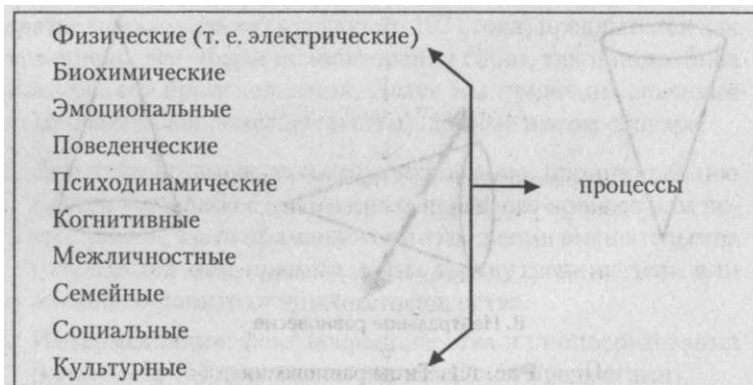 Физические (т. е. электрические)
Биохимические
Эмоциональные
Поведенческие
Психодинамические процессы
Когнитивные
Межличностные
Семейные
Социальные
Культурные